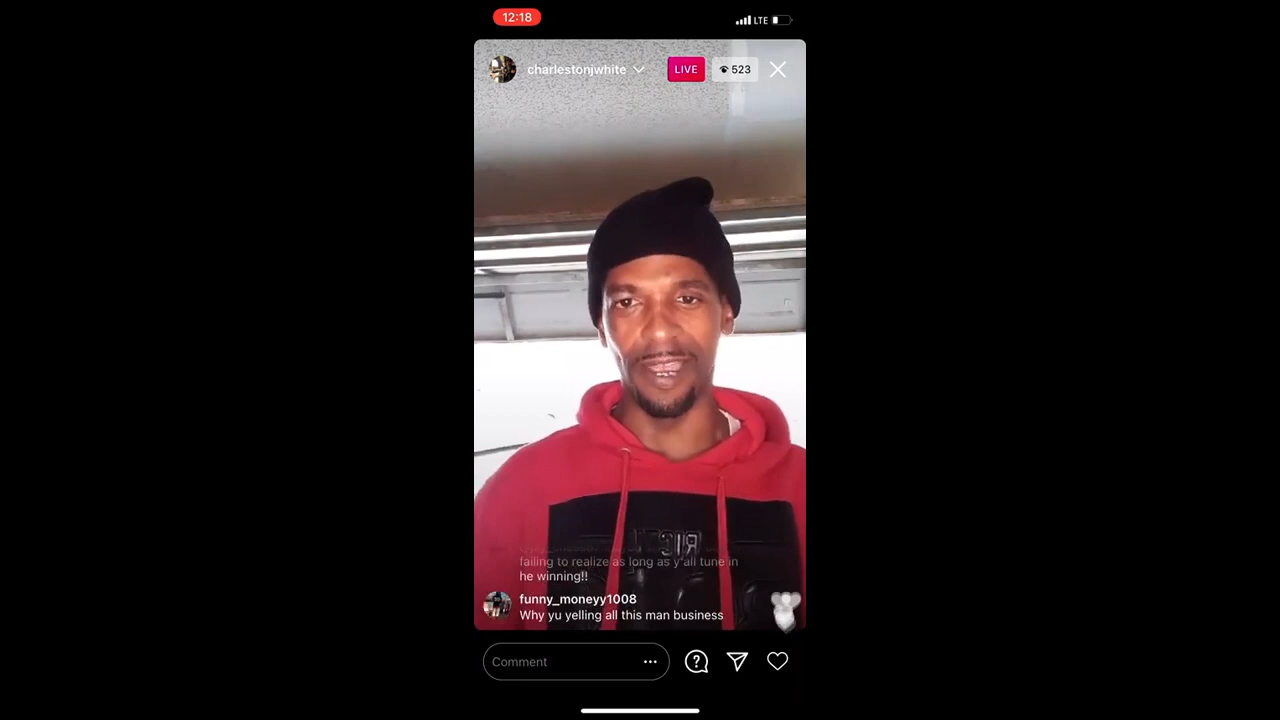 12:18
LTE
charlestonjwhite
LIVE
523
failing to realize as long as y'all tune in
he winning!!
funny_moneyy1008
Why yu yelling all this man business
Comment